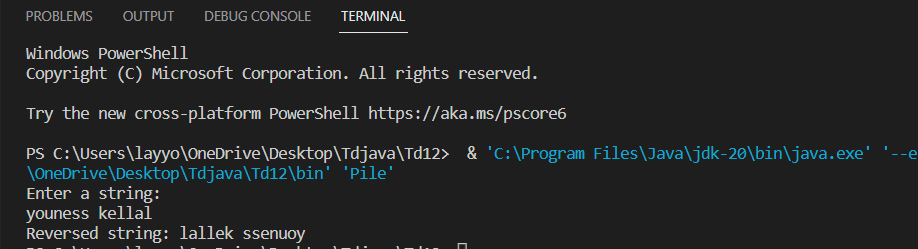 PROBLEMS OUTPUT DEBUG CONSOLE TERMINAL
Windows PowerShell
Copyright (C) Microsoft Corporation. All rights reserved.
Try the new cross-platform PowerShell https://aka.ms/pscore6
PS C:\Users\layyo\OneDrive\Desktop\Tdjava\Td12> & 'C:\Program Files\Java\jdk-20\bin\java.exe' '--e
\OneDrive\Desktop\Tdjava\Td12\bin' 'Pile'
Enter a string:
youness kellal
Reversed string: lallek ssenuoy